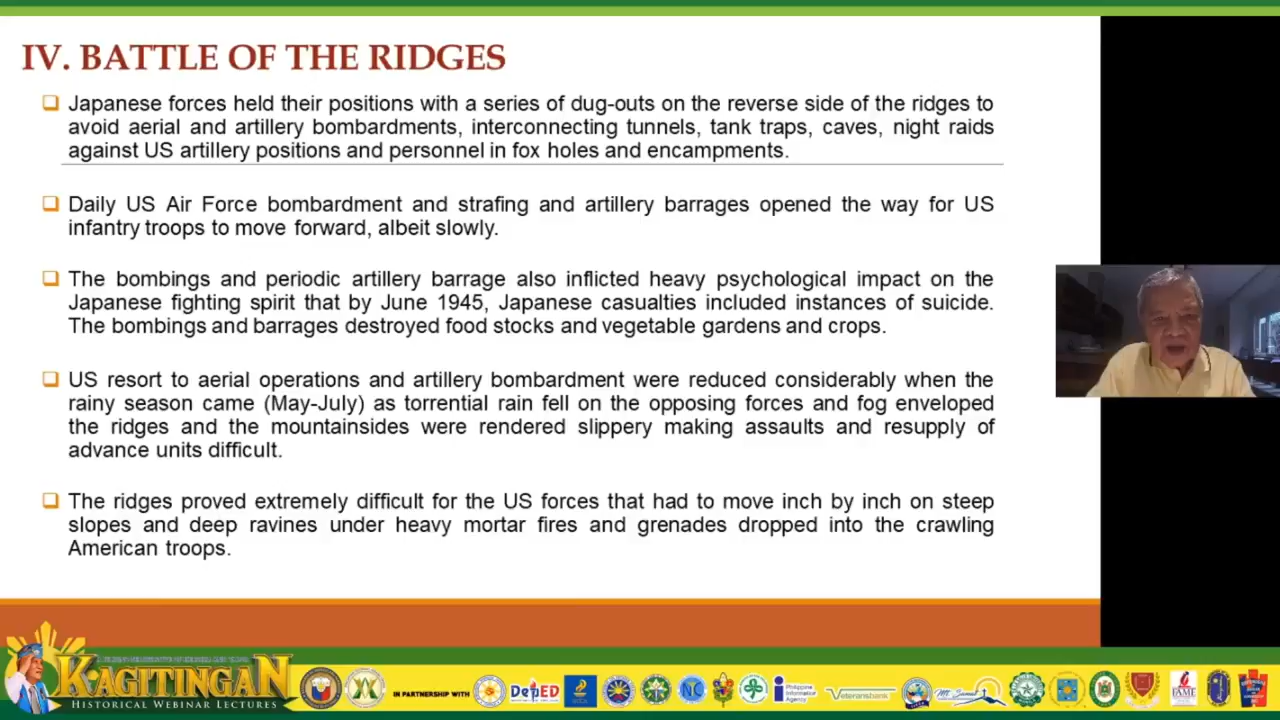 IV. BATTLE OF THE RIDGES
Japanese forces held their positions with a series of dug-outs on the reverse side of the ridges to
avoid aerial and artillery bombardments, interconnecting tunnels, tank traps, caves, night raids
against US artillery positions and personnel in fox holes and encampments.
Daily US Air Force bombardment and strafing and artillery barrages opened the way for US
infantry troops to move forward, albeit slowly.
The bombings and periodic artillery barrage also inflicted heavy psychological impact on the
Japanese fighting spirit that by June 1945, Japanese casualties included instances of suicide.
The bombings and barrages destroyed food stocks and vegetable gardens and crops.
US resort to aerial operations and artillery bombardment were reduced considerably when the
rainy season came (May-July) as torrential rain fell on the opposing forces and fog enveloped
the ridges and the mountainsides were rendered slippery making assaults and resupply of
advance units difficult.
The ridges proved extremely difficult for the US forces that had to move inch by inch on steep
slopes and deep ravines under heavy mortar fires and grenades dropped into the crawling
American troops.
KAGITINGAN
HISTORICAL WEBINAR LECTURES
IN PARTNERSHIP WITH
DepED
NC
Philippine
Information
Agency
Veteransbank
Mt. Samat
FAME